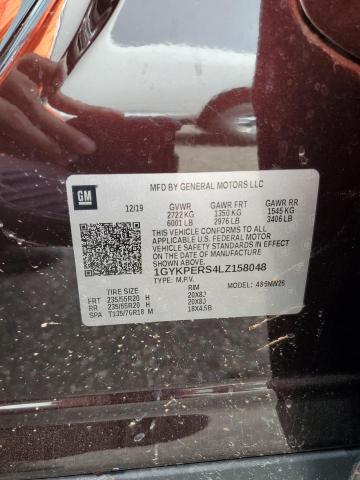 GM
MFD BY GENERAL MOTORS LLC
12/19 GVWR GAWR FRT GAWR RR
2722 KG 1350 KG 1545 KG
6001 LB 2976 LB 3406 LB
THIS VEHICLE CONFORMS TO ALL
APPLICABLE U.S. FEDERAL MOTOR
VEHICLE SAFETY STANDARDS IN EFFECT
ON THE DATE OF MANUFACTURE SHOWN ABOVE.
1GYKPERS4LZ158048
TYPE: M.P.V. 4S6NW26
TIRE SIZE RIM
FRT 235/55R20 H 20X8J
RR 235/55R20 H 20X8J
SPA T135/70R18 M 18X4.5B